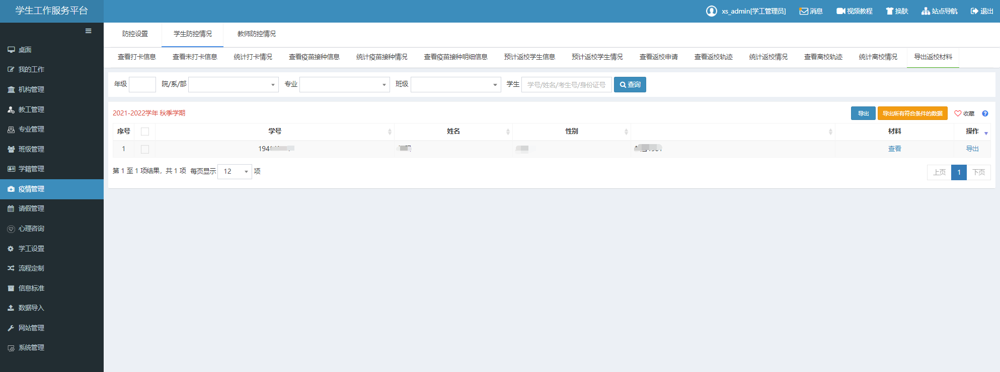 学生工作服务平台
xs_admin[学工管理员] 消息 视频教程 换肤 站点导航 退出
桌面
我的工作
机构管理
教工管理
专业管理
班级管理
学籍管理
疫情管理
请假管理
心理咨询
学工设置
流程定制
信息标准
数据导入
网站管理
系统管理
防控设置 学生防控情况 教师防控情况
查看打卡信息 查看未打卡信息 统计打卡情况 查看疫苗接种信息 统计疫苗接种情况 查看疫苗接种明细信息 预计返校学生信息 预计返校学生情况 查看返校申请 查看返校轨迹 统计返校情况 查看离校轨迹 统计离校情况 导出返校材料
年级 院/系/部 专业 班级 学生 学号/姓名/考生号/身份证号 查询
2021-2022学年 秋季学期 导出 导出所有符合条件的数据 收藏
序号 学号 姓名 性别 材料 操作
1 194 查看 导出
第 1 至 1 项结果，共 1 项 每页显示 12 项 上页 1 下页